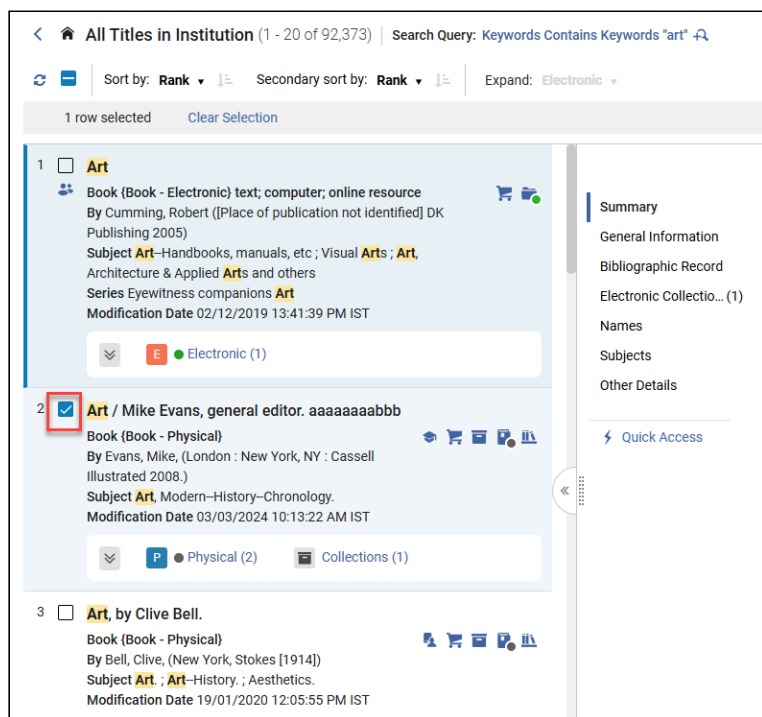 All Titles in Institution (1 - 20 of 92,373) Search Query: Keywords Contains Keywords "art"
Sort by: Rank Secondary sort by: Rank Expand: Electronic
1 row selected Clear Selection
1 Art
Book {Book - Electronic} text; computer; online resource
By Cumming, Robert ([Place of publication not identified] DK
Publishing 2005)
Subject Art--Handbooks, manuals, etc ; Visual Arts ; Art,
Architecture & Applied Arts and others
Series Eyewitness companions Art
Modification Date 02/12/2019 13:41:39 PM IST
E Electronic (1)
2 Art / Mike Evans, general editor. aaaaaaaabbb
Book {Book - Physical}
By Evans, Mike, (London : New York, NY : Cassell
Illustrated 2008.)
Subject Art, Modern--History--Chronology.
Modification Date 03/03/2024 10:13:22 AM IST
P Physical (2) Collections (1)
3 Art, by Clive Bell.
Book {Book - Physical}
By Bell, Clive, (New York, Stokes [1914])
Subject Art. ; Art--History. ; Aesthetics.
Modification Date 19/01/2020 12:05:55 PM IST
Summary
General Information
Bibliographic Record
Electronic Collectio... (1)
Names
Subjects
Other Details
Quick Access